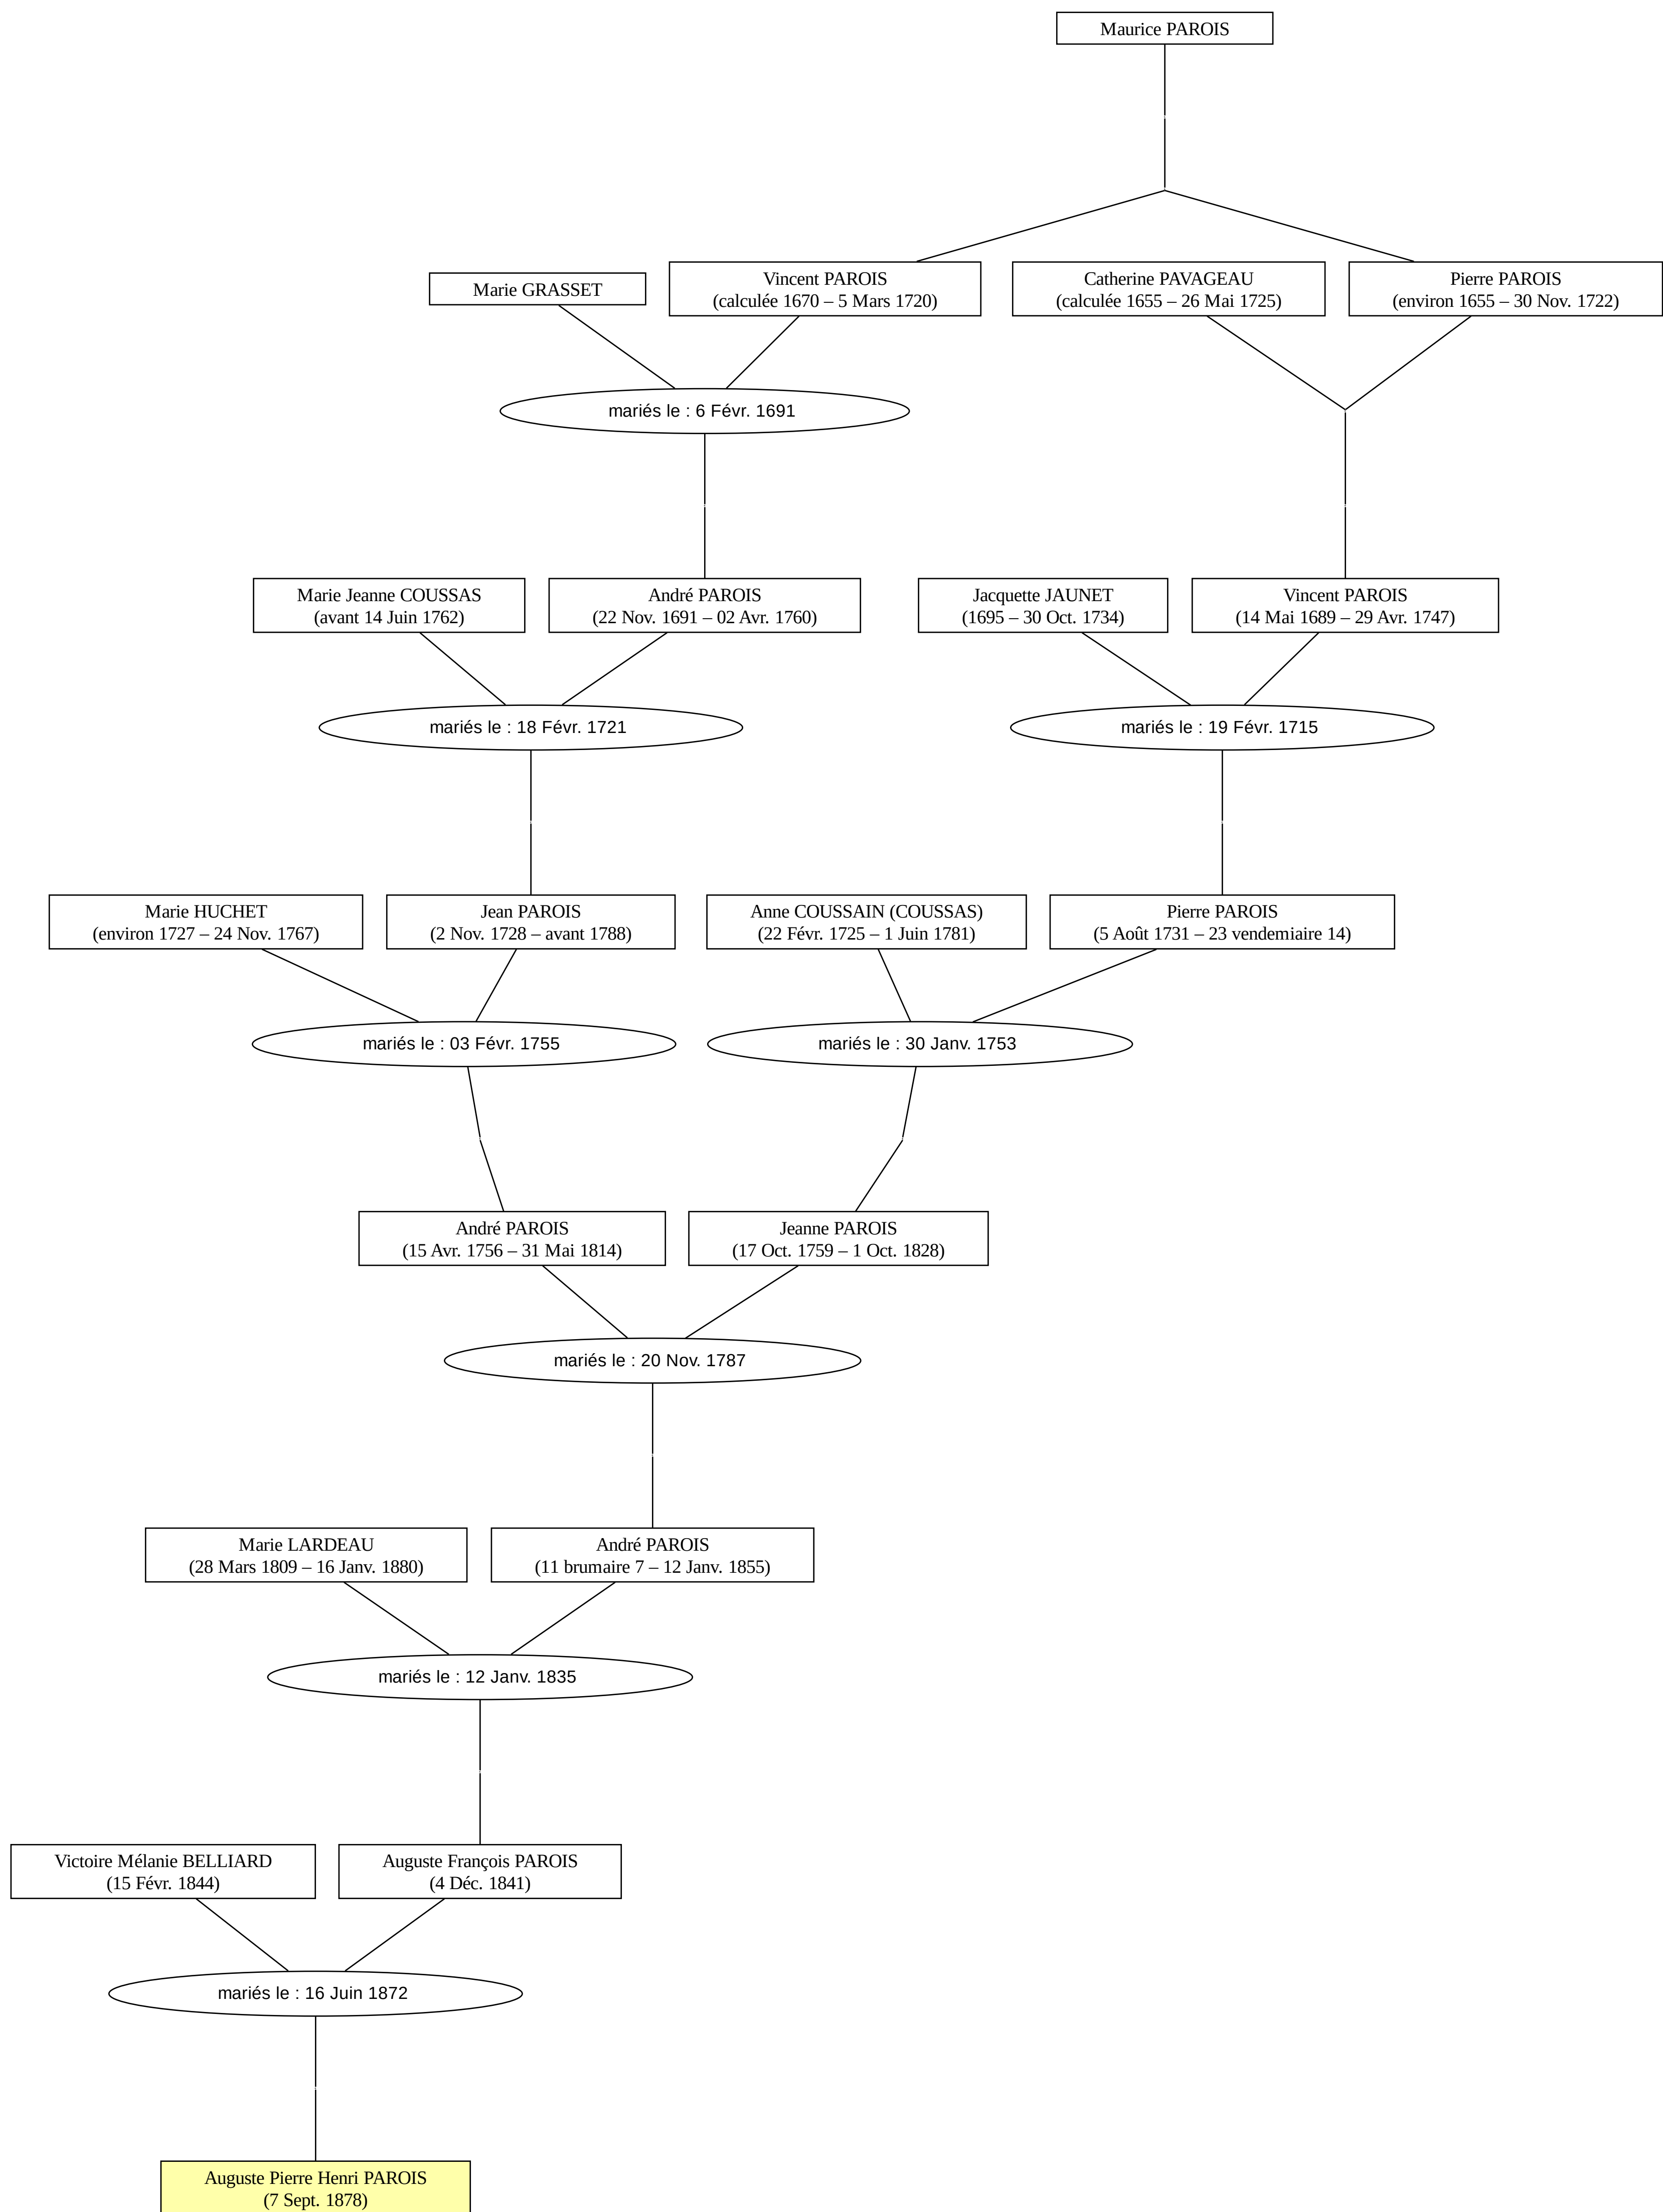 Maurice PAROIS
Marie GRASSET
Vincent PAROIS
(calculée 1670 – 5 Mars 1720)
Catherine PAVAGEAU
(calculée 1655 – 26 Mai 1725)
Pierre PAROIS
(environ 1655 – 30 Nov. 1722)
mariés le : 6 Févr. 1691
Marie Jeanne COUSSAS
(avant 14 Juin 1762)
André PAROIS
(22 Nov. 1691 – 02 Avr. 1760)
Jacquette JAUNET
(1695 – 30 Oct. 1734)
Vincent PAROIS
(14 Mai 1689 – 29 Avr. 1747)
mariés le : 18 Févr. 1721
mariés le : 19 Févr. 1715
Marie HUCHET
(environ 1727 – 24 Nov. 1767)
Jean PAROIS
(2 Nov. 1728 – avant 1788)
Anne COUSSAIN (COUSSAS)
(22 Févr. 1725 – 1 Juin 1781)
Pierre PAROIS
(5 Août 1731 – 23 vendemiaire 14)
mariés le : 03 Févr. 1755
mariés le : 30 Janv. 1753
André PAROIS
(15 Avr. 1756 – 31 Mai 1814)
Jeanne PAROIS
(17 Oct. 1759 – 1 Oct. 1828)
mariés le : 20 Nov. 1787
Marie LARDEAU
(28 Mars 1809 – 16 Janv. 1880)
André PAROIS
(11 brumaire 7 – 12 Janv. 1855)
mariés le : 12 Janv. 1835
Victoire Mélanie BELLIARD
(15 Févr. 1844)
Auguste François PAROIS
(4 Déc. 1841)
mariés le : 16 Juin 1872
Auguste Pierre Henri PAROIS
(7 Sept. 1878)